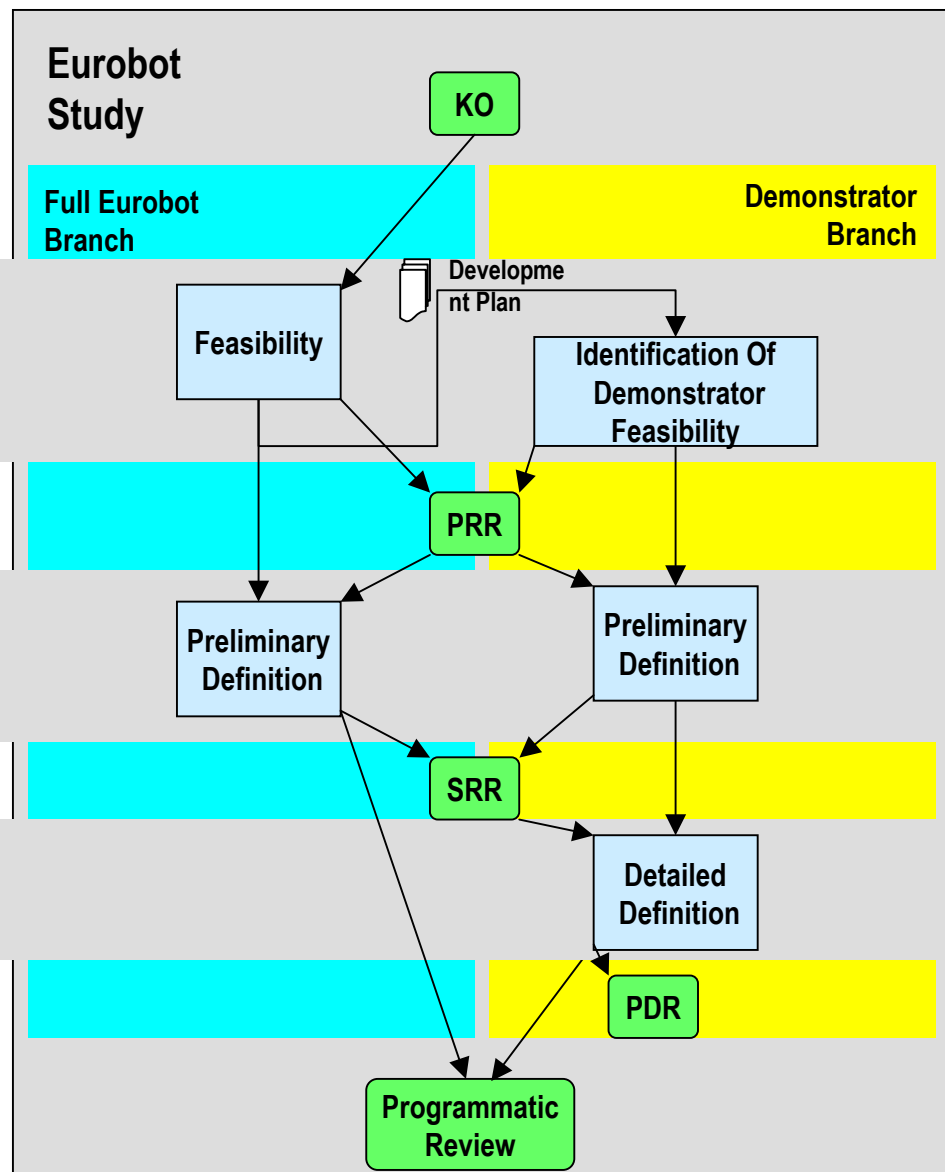 Eurobot
Study
KO
Full Eurobot
Branch
Demonstrator
Branch
Developme
nt Plan
Feasibility
Identification Of
Demonstrator
Feasibility
PRR
Preliminary
Definition
Preliminary
Definition
SRR
Detailed
Definition
PDR
Programmatic
Review